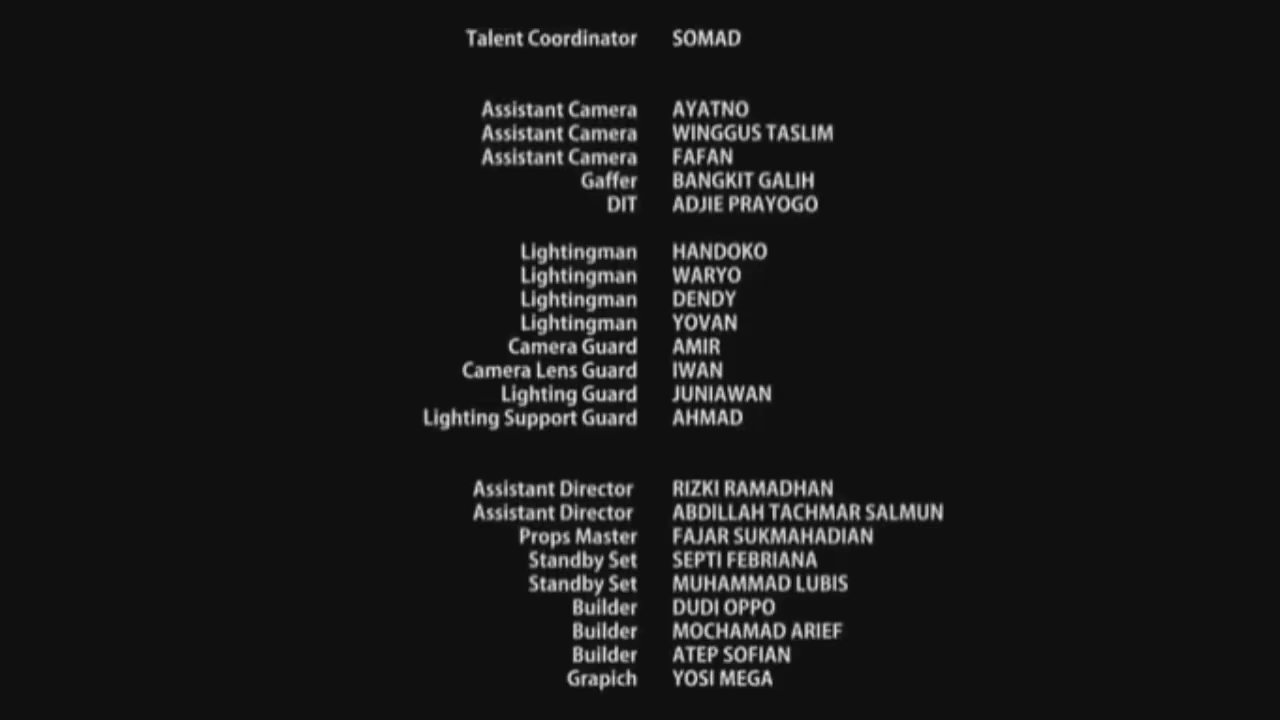 Talent Coordinator SOMAD
Assistant Camera AYATNO
Assistant Camera WINGGUS TASLIM
Assistant Camera FAFAN
Gaffer BANGKIT GALIH
DIT ADJIE PRAYOGO
Lightingman HANDOKO
Lightingman WARYO
Lightingman DENDY
Lightingman YOVAN
Camera Guard AMIR
Camera Lens Guard IWAN
Lighting Guard JUNIAWAN
Lighting Support Guard AHMAD
Assistant Director RIZKI RAMADHAN
Assistant Director ABDILLAH TACHMAR SALMUN
Props Master FAJAR SUKMAHADIAN
Standby Set SEPTI FEBRIANA
Standby Set MUHAMMAD LUBIS
Builder DUDI OPPO
Builder MOCHAMAD ARIEF
Builder ATEP SOFIAN
Grapich YOSI MEGA